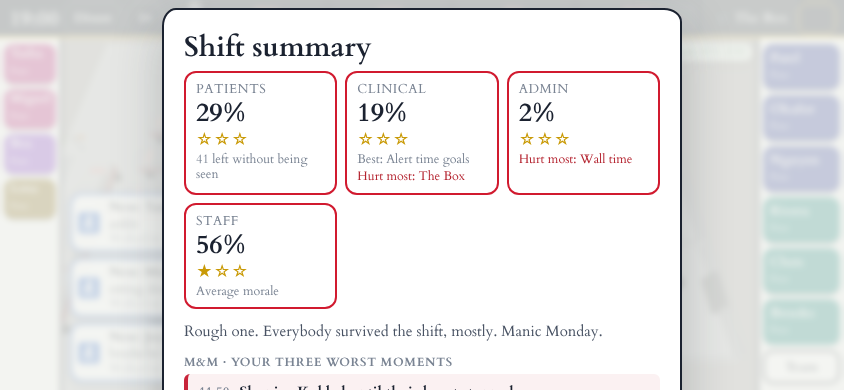 Shift summary
PATIENTS
29%
☆☆☆
41 left without being
seen
CLINICAL
19%
☆☆☆
Best: Alert time goals
Hurt most: The Box
ADMIN
2%
☆☆☆
Hurt most: Wall time
STAFF
56%
★☆☆
Average morale
Rough one. Everybody survived the shift, mostly. Manic Monday.
M&M · YOUR THREE WORST MOMENTS